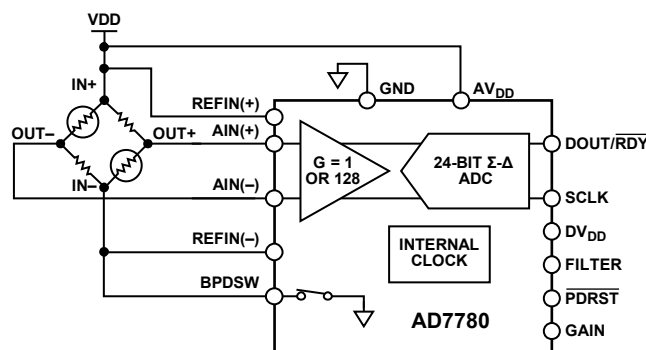 VDD
IN+
OUT–
OUT+
IN–
REFIN(+)
AIN(+)
AIN(–)
REFIN(–)
BPDSW
GND
AVDD
G = 1
OR 128
24-BIT Σ-Δ
ADC
INTERNAL
CLOCK
AD7780
DOUT/RDY
SCLK
DVDD
FILTER
PDRST
GAIN